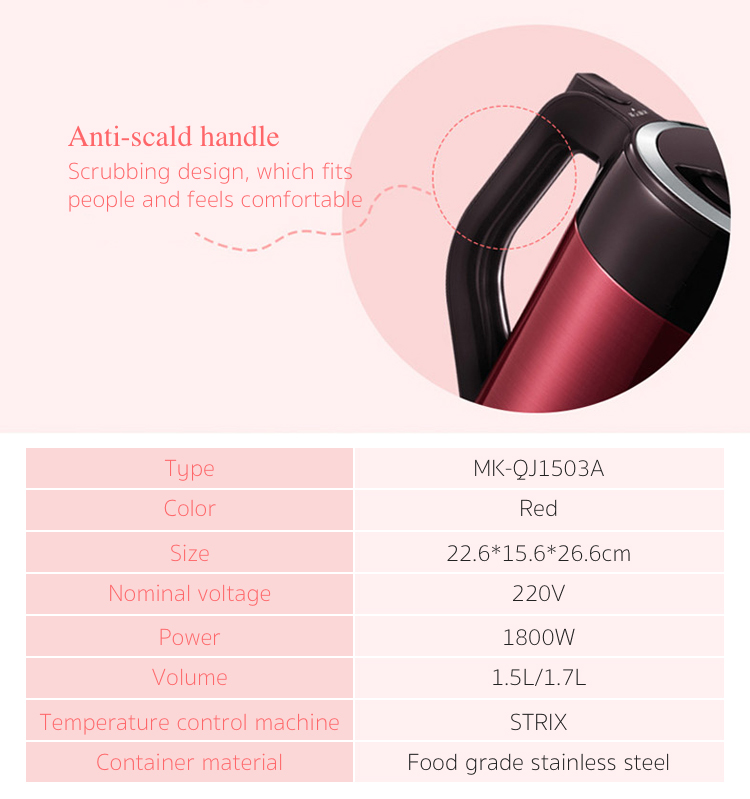 Anti-scald handle
Scrubbing design, which fits
people and feels comfortable
Type MK-QJ1503A
Color Red
Size 22.6*15.6*26.6cm
Nominal voltage 220V
Power 1800W
Volume 1.5L/1.7L
Temperature control machine STRIX
Container material Food grade stainless steel